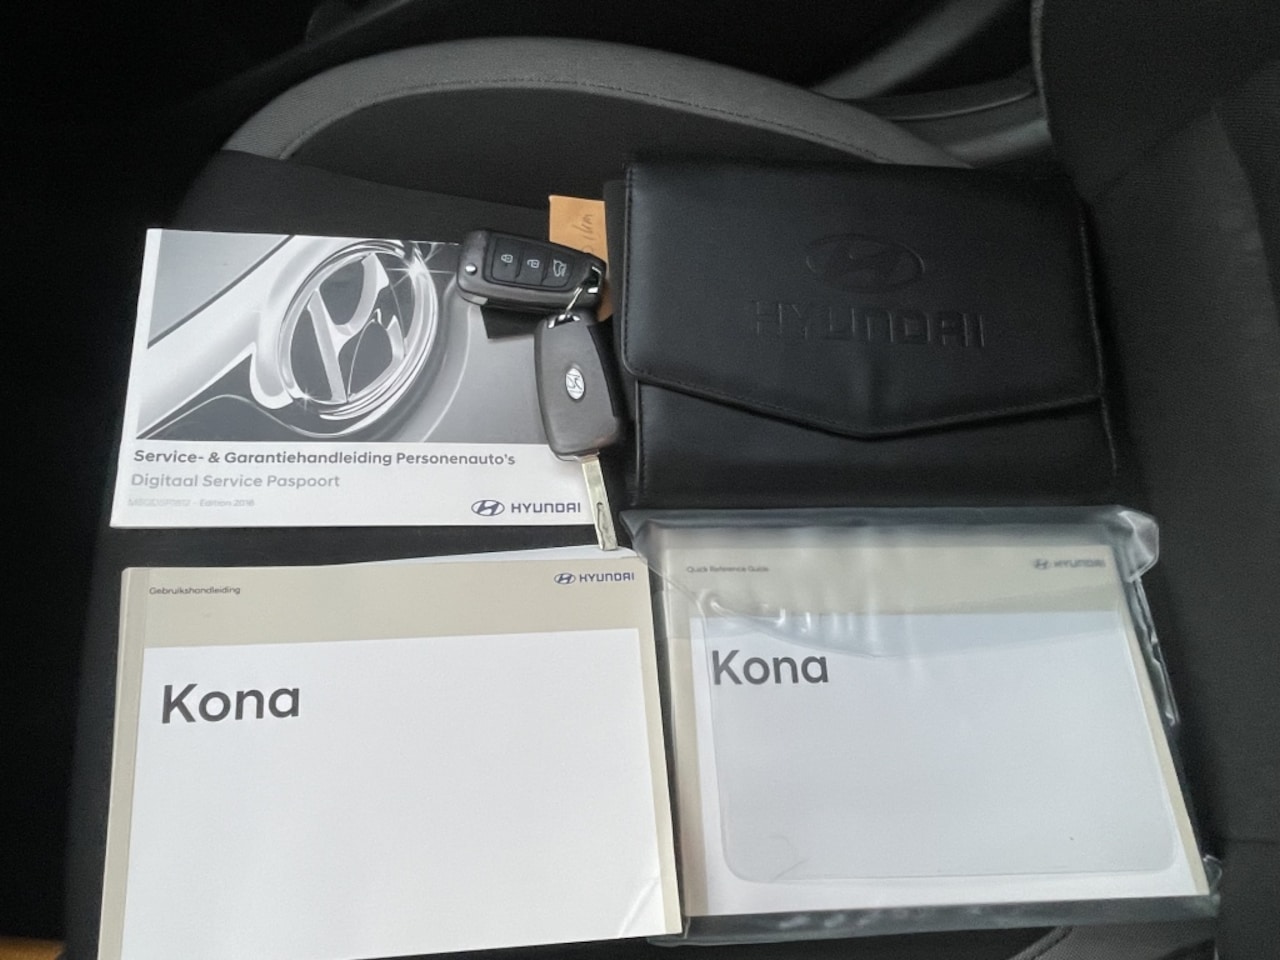 HYUNDAI
Service- & Garantiehandleiding Personenauto's
Digitaal Service Paspoort
Edition 2018
HYUNDAI
Gebruikshandleiding
HYUNDAI
Kona
Quick Reference Guide
HYUNDAI
Kona